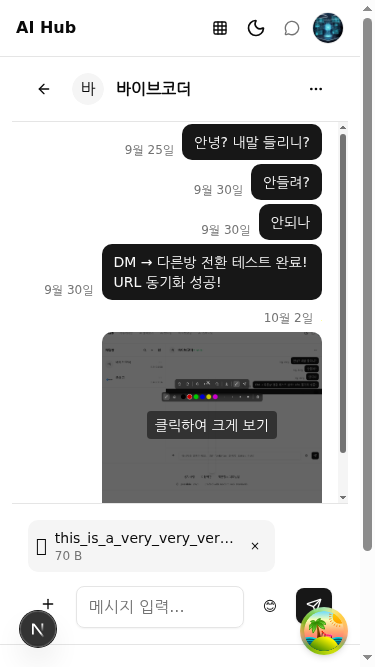 AI Hub
바
바이브코더
안녕? 내말 들리니?
9월 25일
안들려?
9월 30일
안되나
9월 30일
DM → 다른방 전환 테스트 완료!
URL 동기화 성공!
9월 30일
10월 2일
클릭하여 크게 보기
this_is_a_very_very_ver...
70 B
메시지 입력...
N